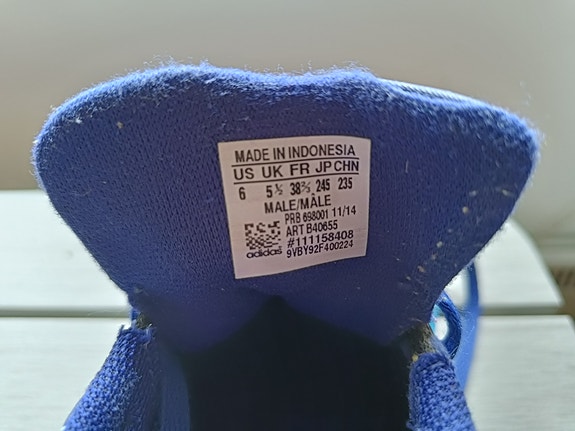 MADE IN INDONESIA
US UK FR JP CHN
6 5½ 38⅔ 245 235
MALE/MÂLE
PRB 698001 11/14
ART B40655
#111158408
adidas 9VBY92F400224